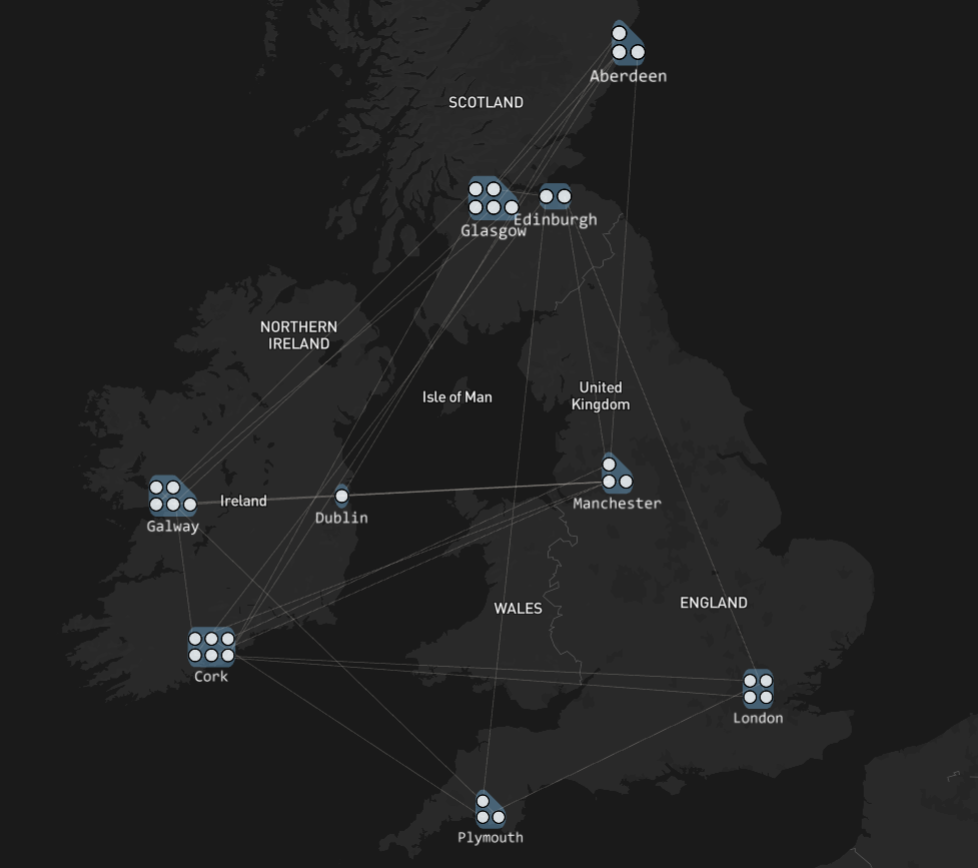 Aberdeen
SCOTLAND
Edinburgh
Glasgow
NORTHERN
IRELAND
United
Kingdom
Isle of Man
Ireland
Manchester
Dublin
Galway
ENGLAND
WALES
Cork
London
Plymouth